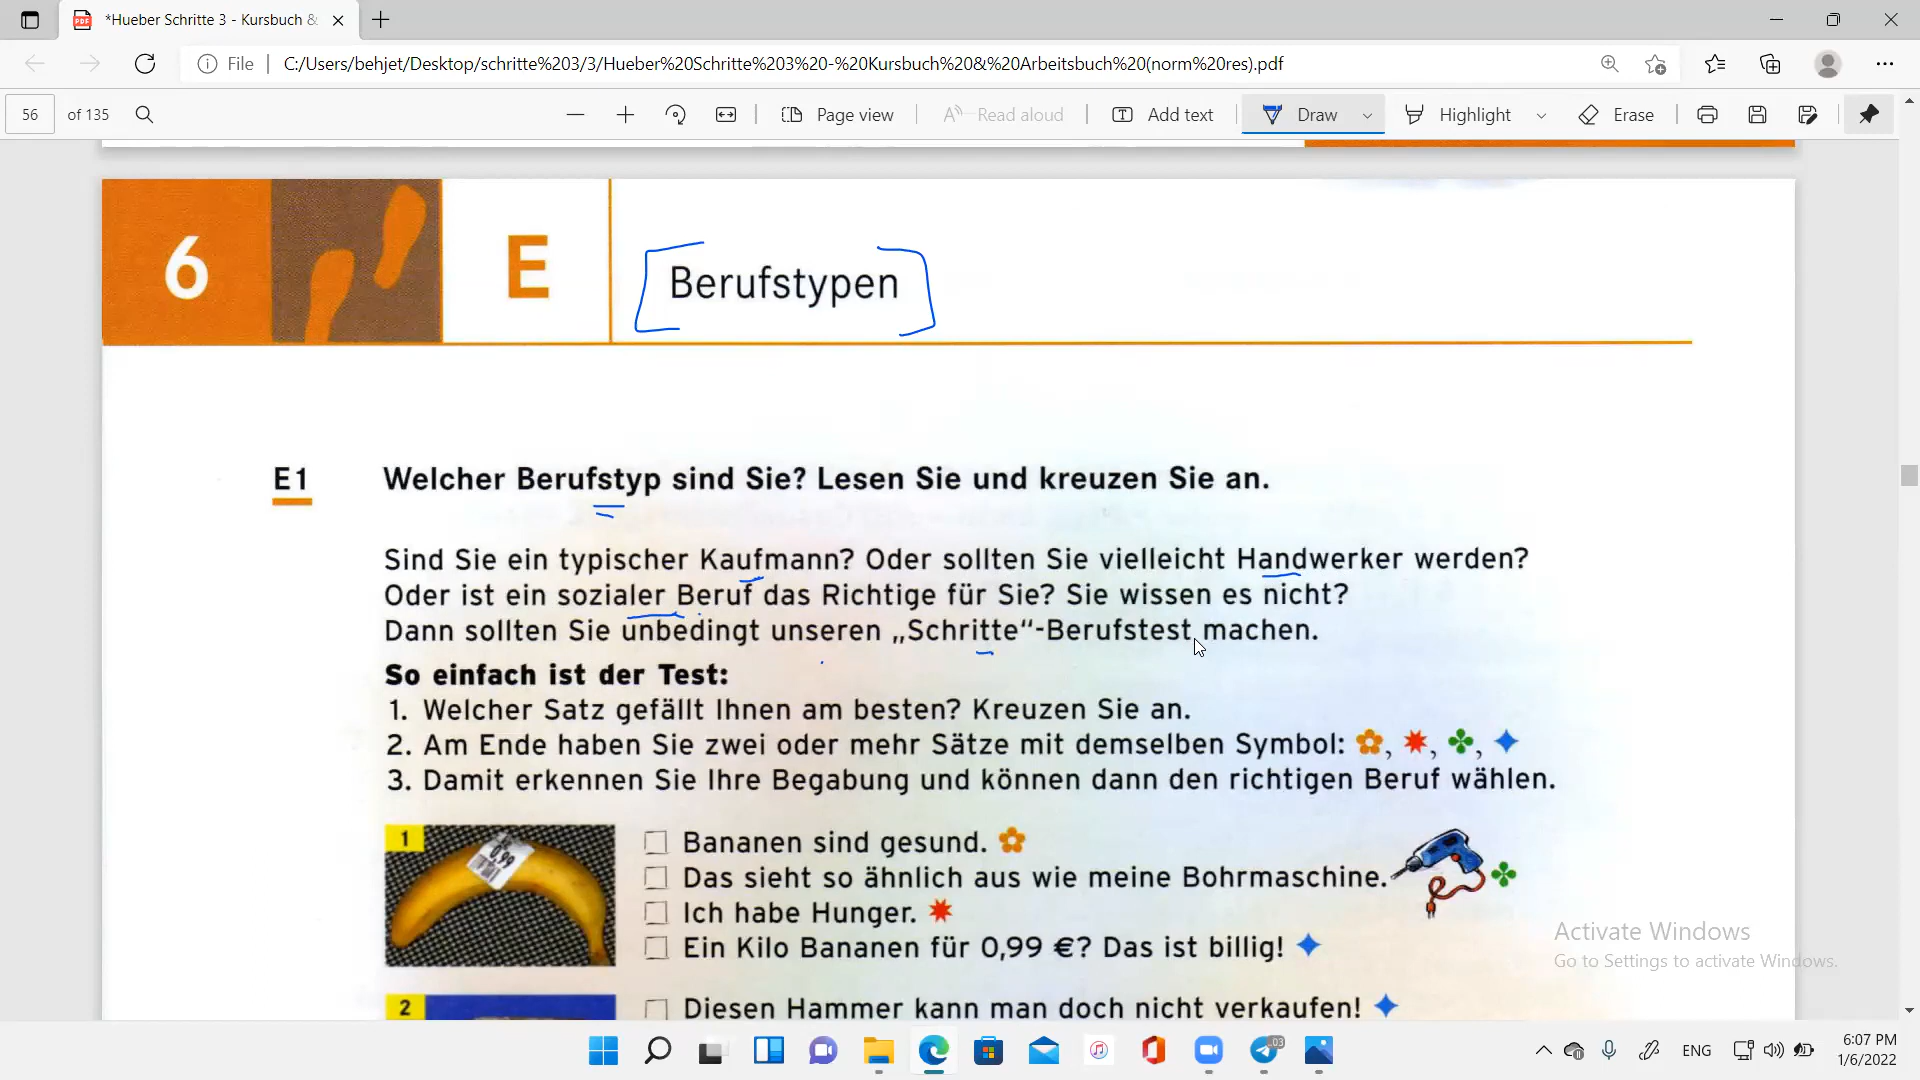 *Hueber Schritte 3 - Kursbuch &
File
C:/Users/behjet/Desktop/schritte%203/3/Hueber%20Schritte%203%20-%20Kursbuch%20&%20Arbeitsbuch%20(norm%20res).pdf
56 of 135
Page view
Read aloud
Add text
Draw
Highlight
Erase
6 E Berufstypen
E1 Welcher Berufstyp sind Sie? Lesen Sie und kreuzen Sie an.
Sind Sie ein typischer Kaufmann? Oder sollten Sie vielleicht Handwerker werden?
Oder ist ein sozialer Beruf das Richtige für Sie? Sie wissen es nicht?
Dann sollten Sie unbedingt unseren „Schritte“-Berufstest machen.
So einfach ist der Test:
1. Welcher Satz gefällt Ihnen am besten? Kreuzen Sie an.
2. Am Ende haben Sie zwei oder mehr Sätze mit demselben Symbol: , , ,
3. Damit erkennen Sie Ihre Begabung und können dann den richtigen Beruf wählen.
1
0,99
Bananen sind gesund.
Das sieht so ähnlich aus wie meine Bohrmaschine.
Ich habe Hunger.
Ein Kilo Bananen für 0,99 €? Das ist billig!
2
Diesen Hammer kann man doch nicht verkaufen!
Activate Windows
Go to Settings to activate Windows.
03
ENG
6:07 PM
1/6/2022